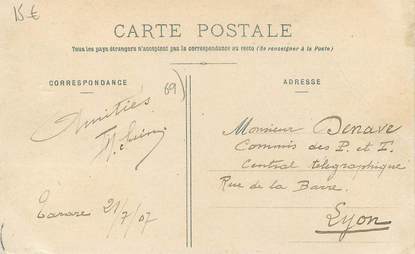 15 €
CARTE POSTALE
Tous les pays étrangers n'acceptent pas la correspondance au recto (Se renseigner à la Poste)
CORRESPONDANCE
69)
Amitiés
Tarare 21/7/07
ADRESSE
Monsieur Denave
Commis des P. et T.
Central télégraphique
Rue de la Barre.
Lyon